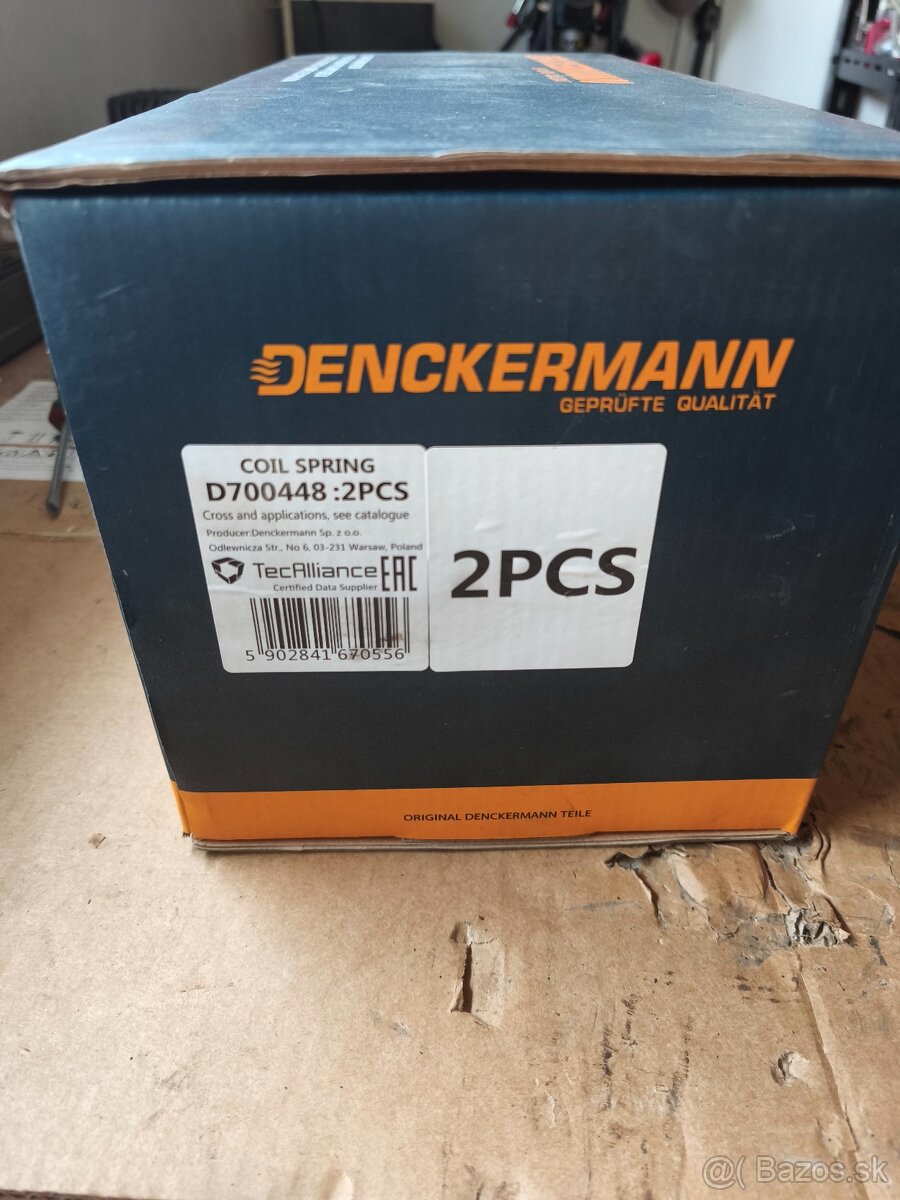 DENCKERMANN
GEPRÜFTE QUALITÄT
COIL SPRING
D700448 :2PCS
Cross and applications, see catalogue
Producer:Denckermann Sp. z o.o.
Odlewnicza Str., No 6, 03-231 Warsaw, Poland
TecAlliance EAC
Certified Data Supplier
5 902841 670556
2PCS
ORIGINAL DENCKERMANN TEILE
@( Bazos.sk